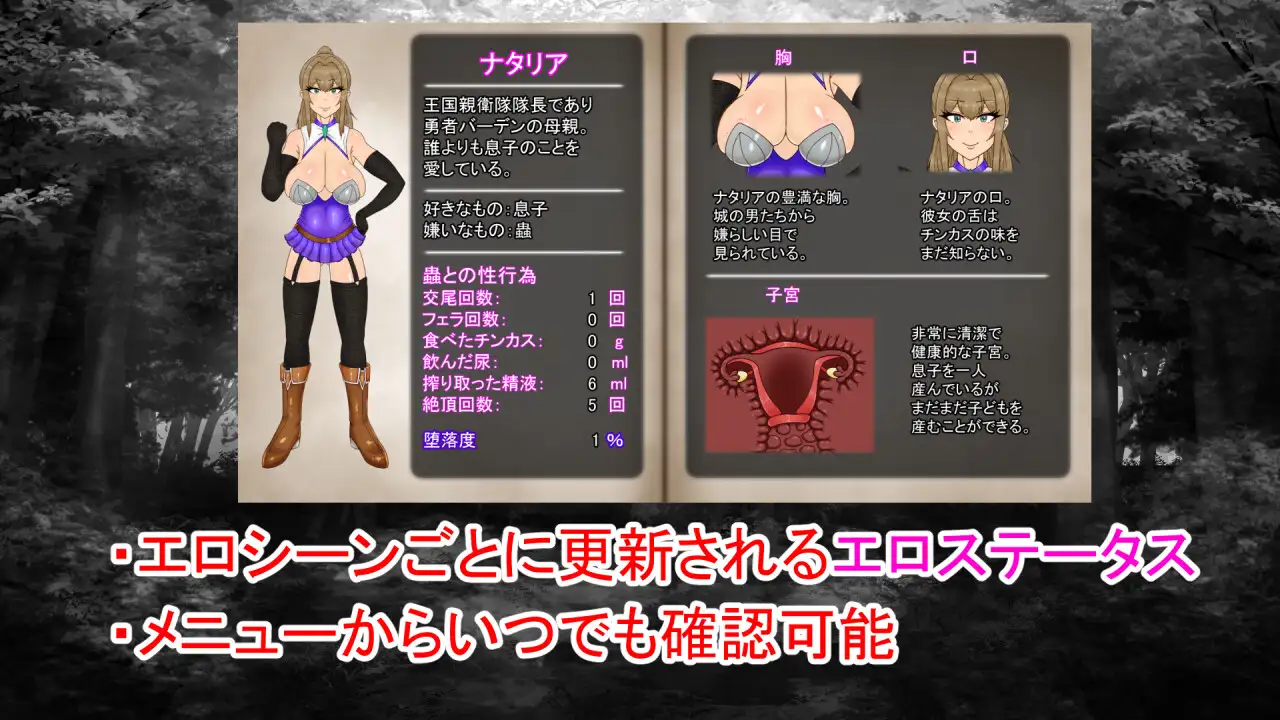 ナタリア
王国親衛隊隊長であり
勇者バーデンの母親。
誰よりも息子のことを
愛している。
好きなもの：息子
嫌いなもの：蟲
蟲との性行為
交尾回数： 1 回
フェラ回数： 0 回
食べたチンカス： 0 g
飲んだ尿： 0 ml
搾り取った精液： 6 ml
絶頂回数： 5 回
堕落度 1 %
胸
ナタリアの豊満な胸。
城の男たちから
嫌らしい目で
見られている。
口
ナタリアの口。
彼女の舌は
チンカスの味を
まだ知らない。
子宮
非常に清潔で
健康的な子宮。
息子を一人
産んでいるが
まだまだ子どもを
産むことができる。
・エロシーンごとに更新されるエロステータス
・メニューからいつでも確認可能